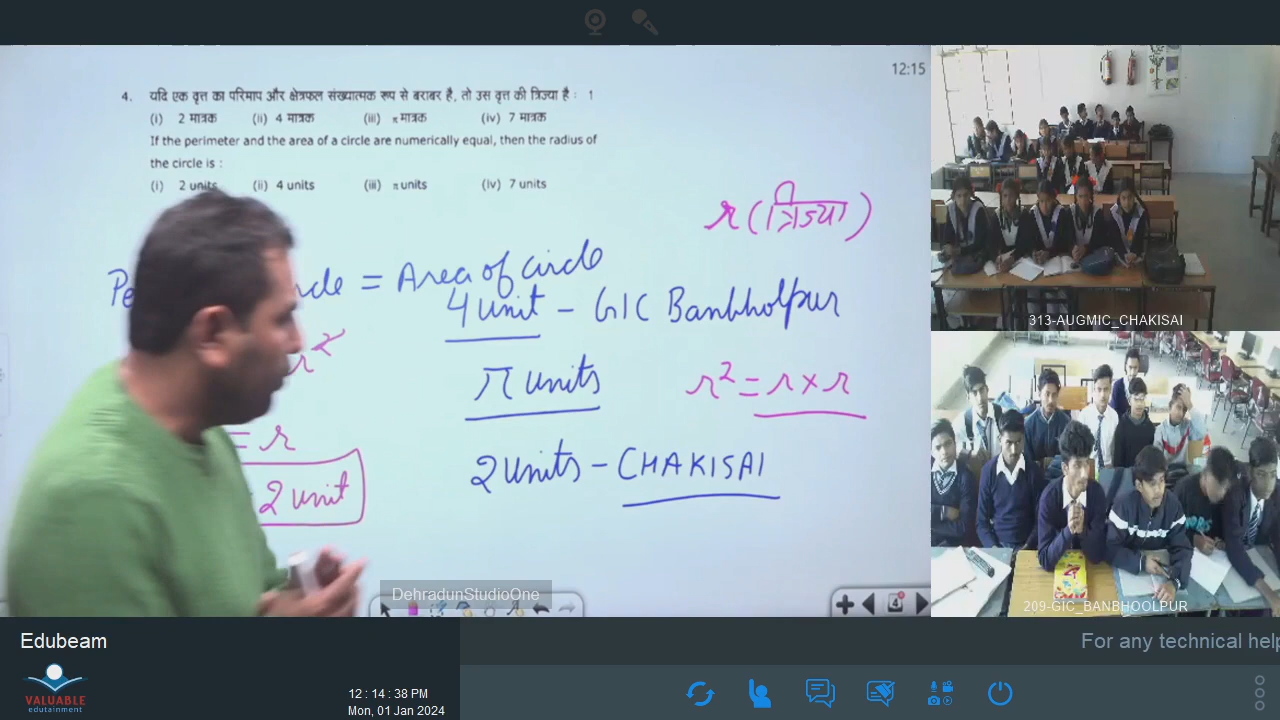 12:15
4. यदि एक वृत्त का परिमाप और क्षेत्रफल संख्यात्मक रूप से बराबर है, तो उस वृत्त की त्रिज्या है : 1
(i) 2 मात्रक (ii) 4 मात्रक (iii) π मात्रक (iv) 7 मात्रक
If the perimeter and the area of a circle are numerically equal, then the radius of
the circle is :
(i) 2 units (ii) 4 units (iii) π units (iv) 7 units
r (त्रिज्या)
= Area of Circle
4 unit - GIC Banbholpur
r²
π units
r² = r × r
= r
2 unit
2 units - CHAKISAI
DehradunStudioOne
4
313-AUGMIC_CHAKISAI
209-GIC_BANBHOOLPUR
Edubeam
For any technical help
VALUABLE
edutainment
12 : 14 : 38 PM
Mon, 01 Jan 2024